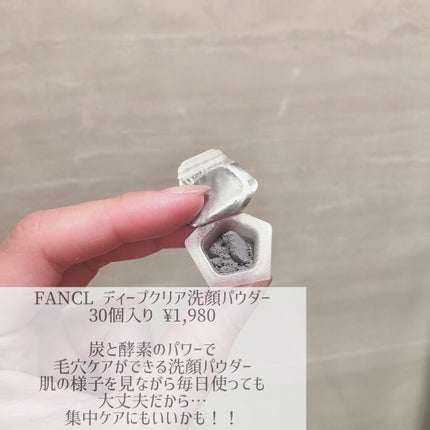 FANCL ディープクリア洗顔パウダー
30個入り ¥1,980
炭と酵素のパワーで
毛穴ケアができる洗顔パウダー
肌の様子を見ながら毎日使っても
大丈夫だから…
集中ケアにもいいかも！！